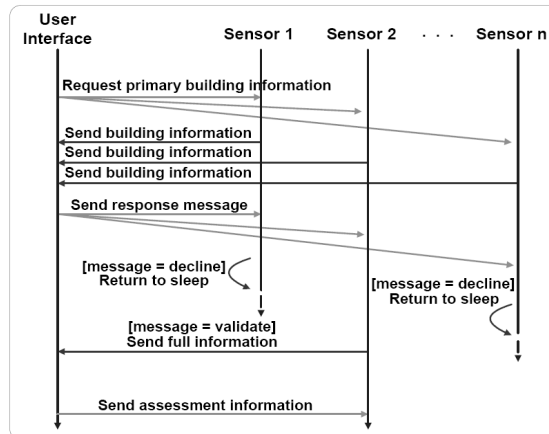 User
Interface
Sensor 1
Sensor 2
. . .
Sensor n
Request primary building information
Send building information
Send building information
Send building information
Send response message
[message = decline]
Return to sleep
[message = decline]
Return to sleep
[message = validate]
Send full information
Send assessment information